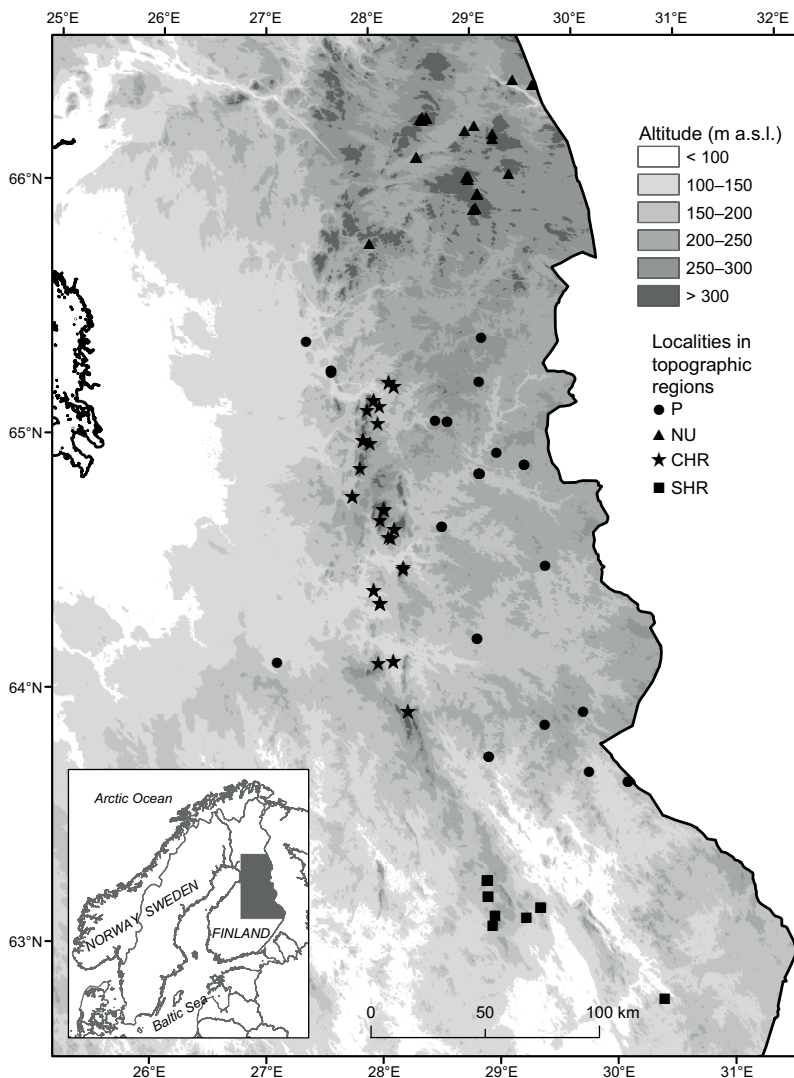 25°E 26°E 27°E 28°E 29°E 30°E 31°E 32°E
66°N
65°N
64°N
63°N
Altitude (m a.s.l.)
< 100
100–150
150–200
200–250
250–300
> 300
Localities in
topographic
regions
P
NU
CHR
SHR
Arctic Ocean
NORWAY
SWEDEN
FINLAND
Baltic Sea
0 50 100 km
26°E 27°E 28°E 29°E 30°E 31°E